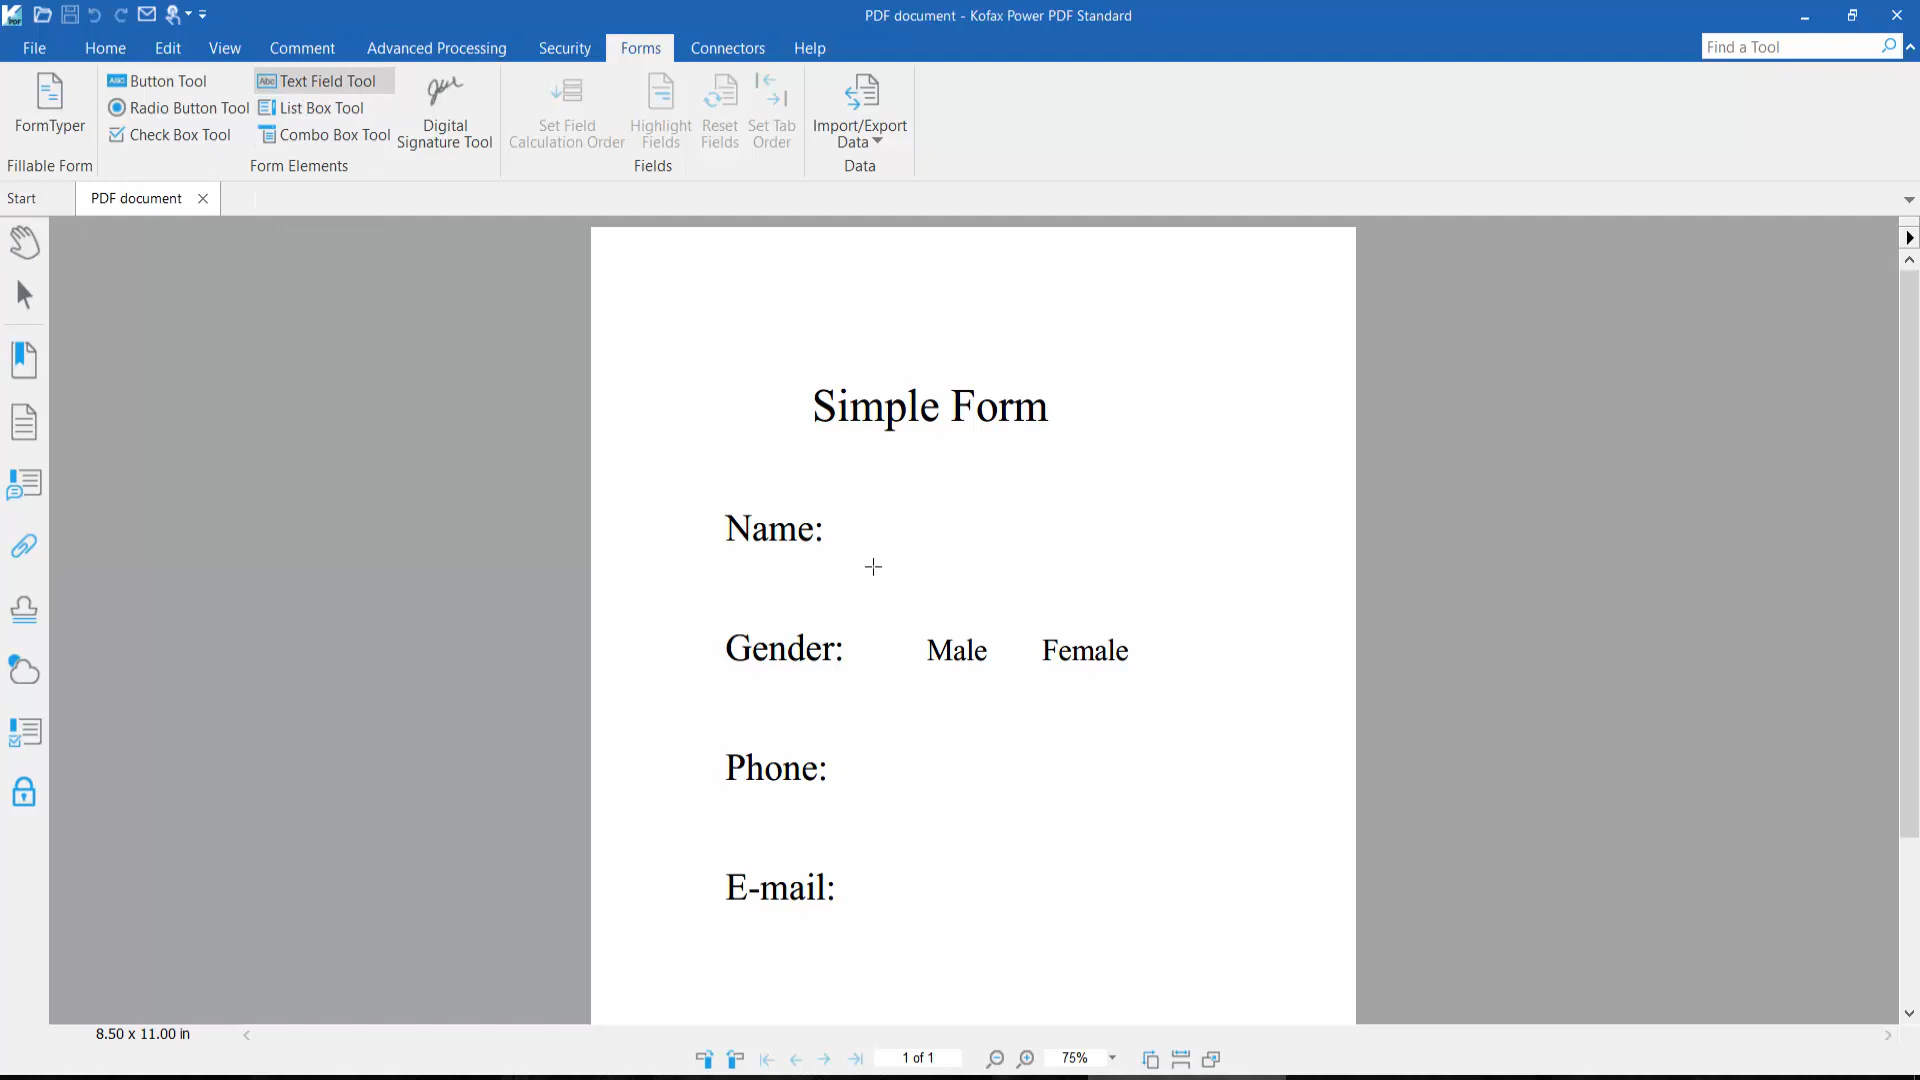 PDF document - Kofax Power PDF Standard
File Home Edit View Comment Advanced Processing Security Forms Connectors Help
Find a Tool
FormTyper
Fillable Form
Button Tool
Radio Button Tool
Check Box Tool
Text Field Tool
List Box Tool
Combo Box Tool
Digital
Signature Tool
Form Elements
Set Field
Calculation Order
Highlight
Fields
Reset
Fields
Set Tab
Order
Fields
Import/Export
Data
Data
Start
PDF document
Simple Form
Name:
Gender: Male Female
Phone:
E-mail:
8.50 x 11.00 in
1 of 1
75%